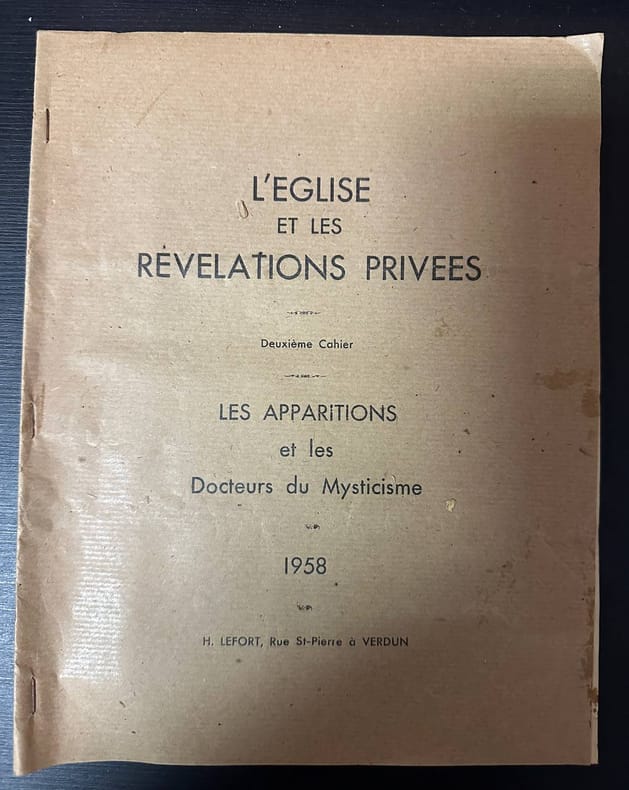 L'EGLISE
ET LES
REVELATIONS PRIVEES
Deuxième Cahier
LES APPARITIONS
et les
Docteurs du Mysticisme
1958
H. LEFORT, Rue St-Pierre à VERDUN